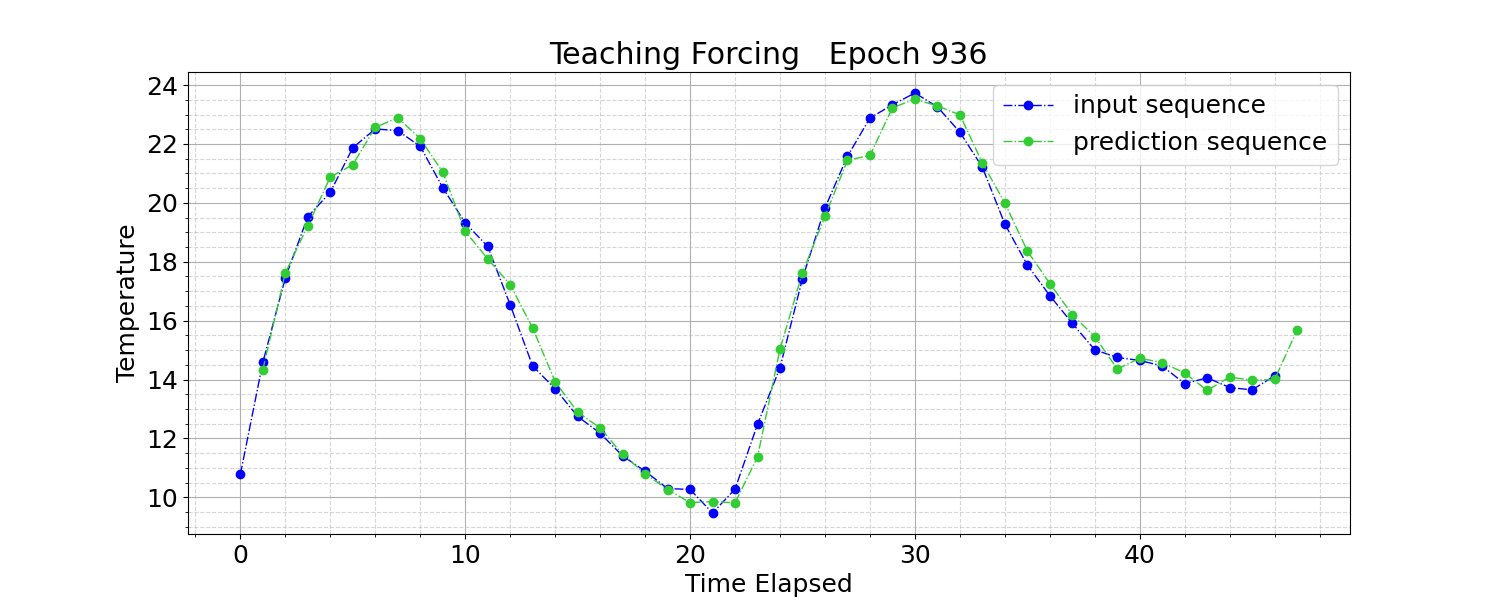 Teaching Forcing   Epoch 936
input sequence
prediction sequence
Temperature
24
22
20
18
16
14
12
10
0 10 20 30 40
Time Elapsed